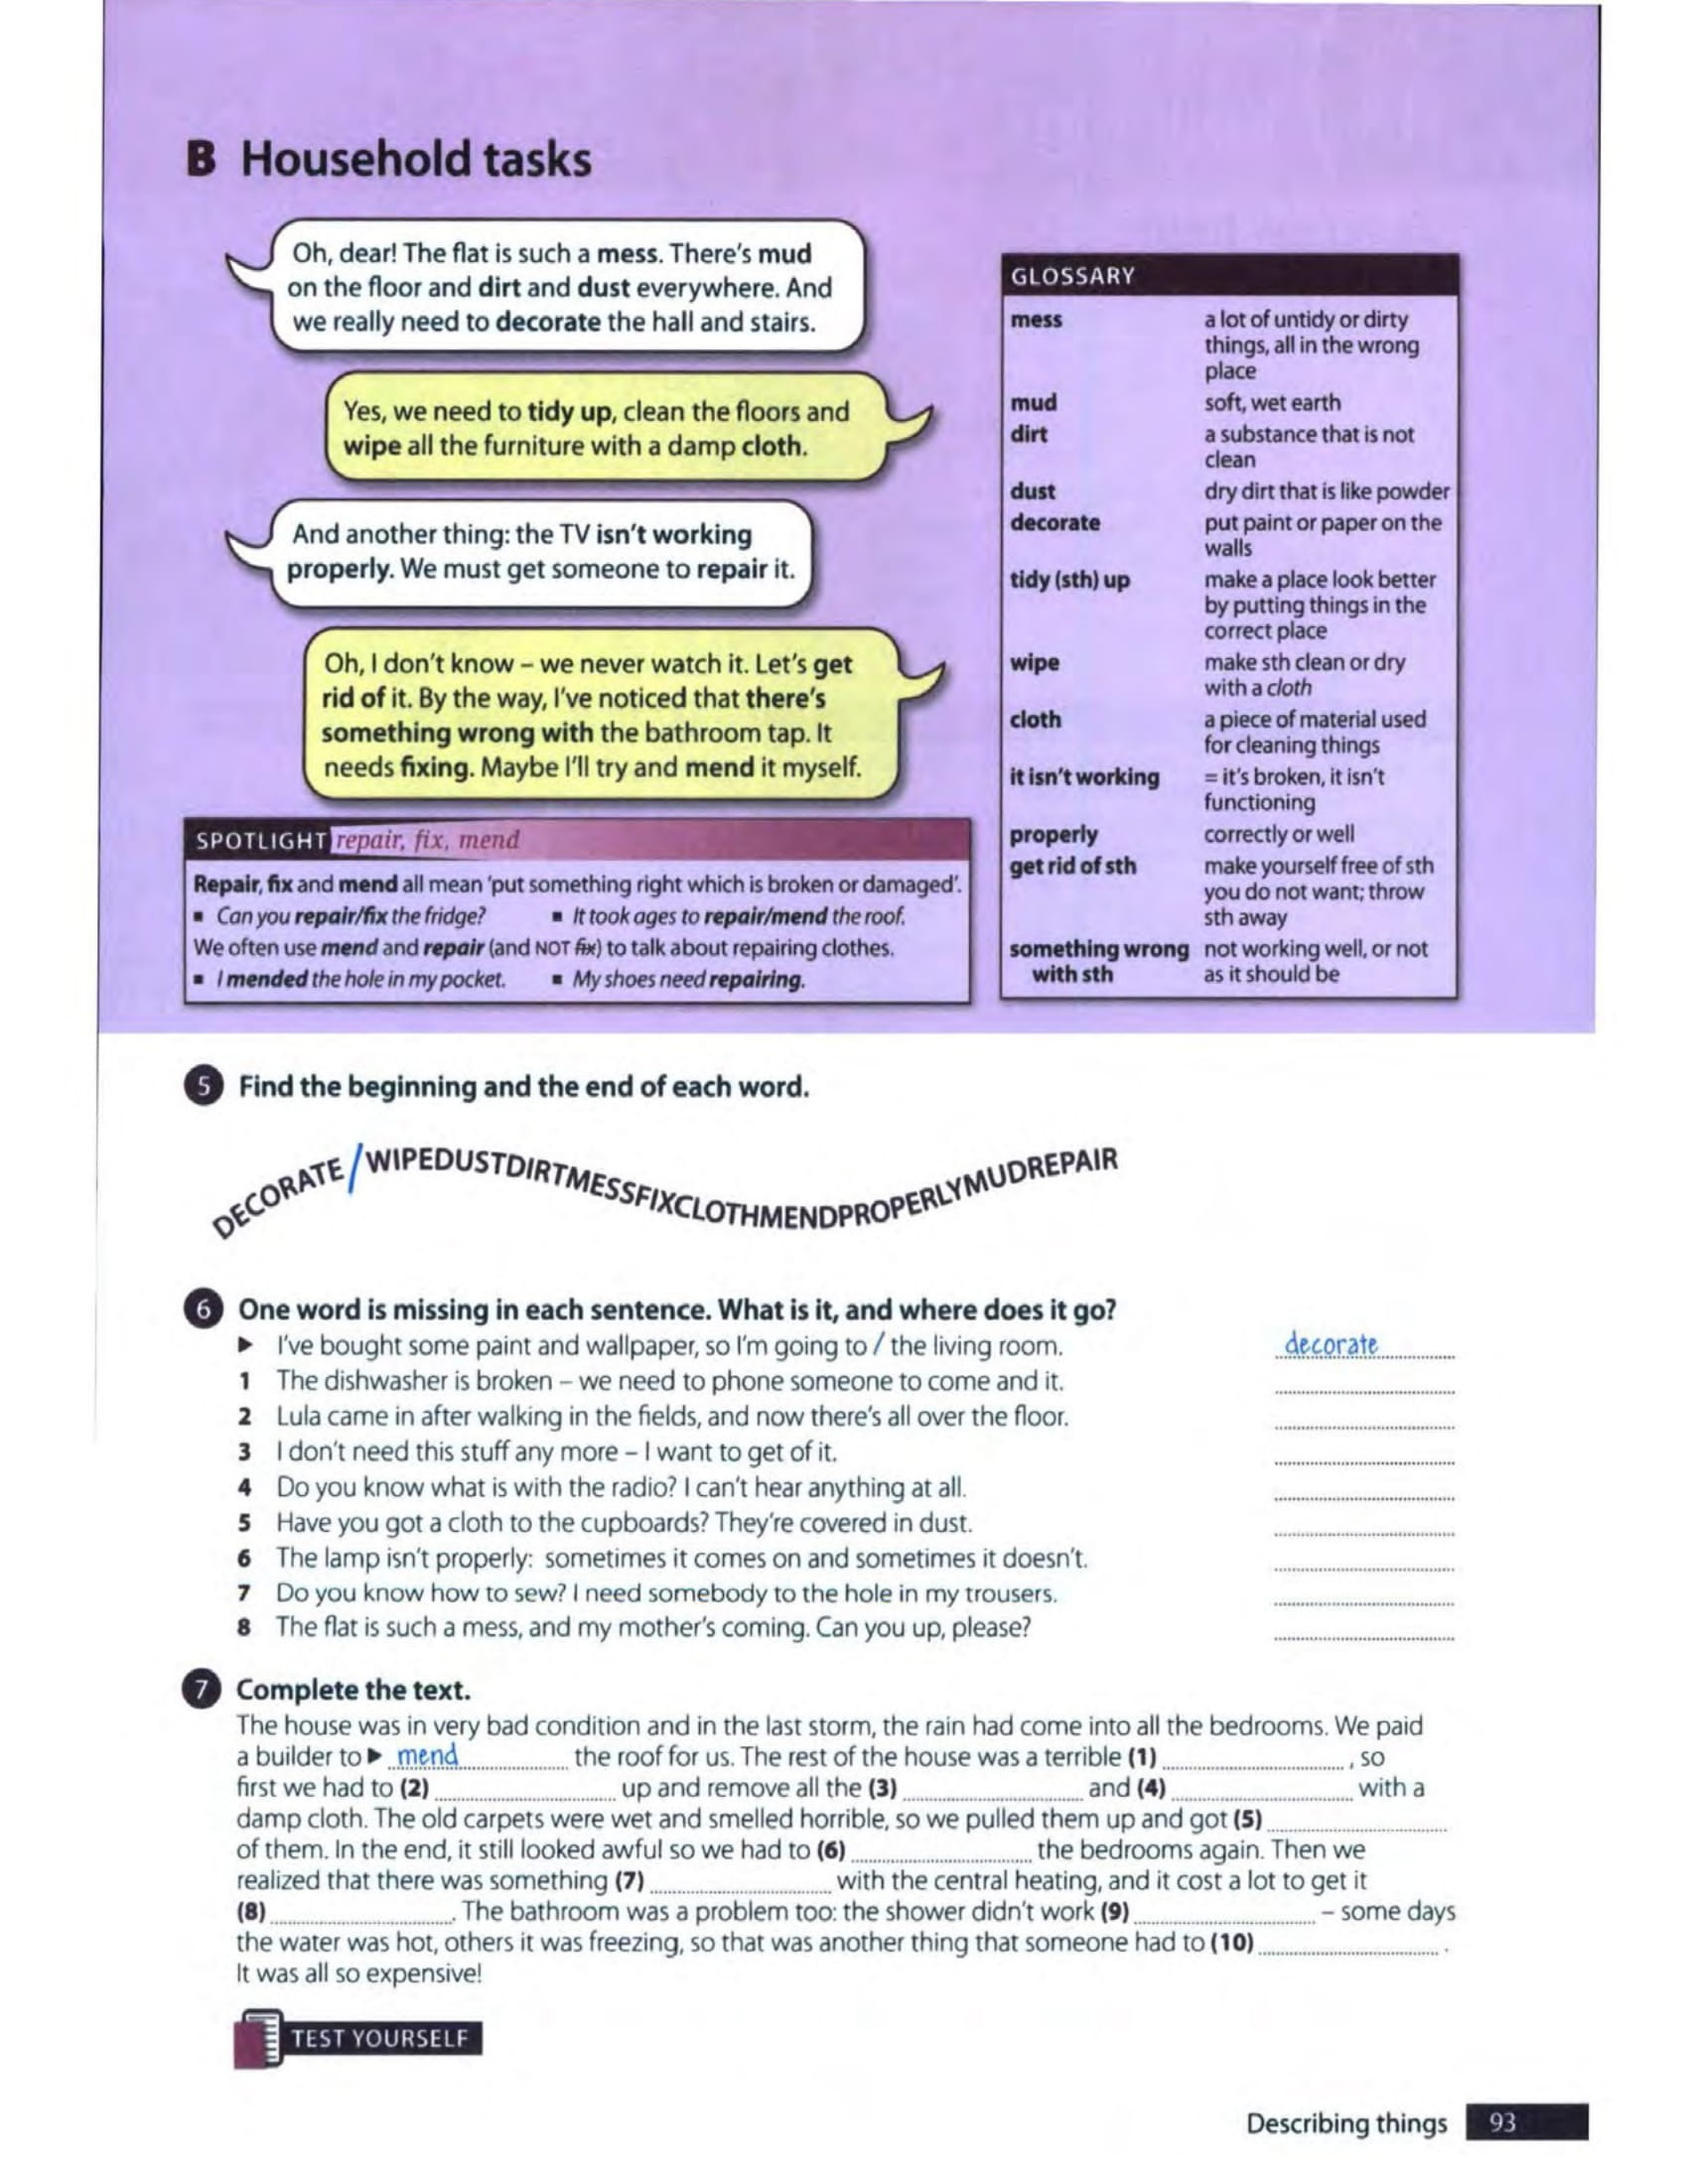 B Household tasks
Oh, dear! The flat is such a mess. There's mud
on the floor and dirt and dust everywhere. And
we really need to decorate the hall and stairs.
Yes, we need to tidy up, clean the floors and
wipe all the furniture with a damp cloth.
And another thing: the TV isn't working
properly. We must get someone to repair it.
Oh, I don't know – we never watch it. Let's get
rid of it. By the way, I've noticed that there's
something wrong with the bathroom tap. It
needs fixing. Maybe I'll try and mend it myself.
SPOTLIGHT repair, fix, mend
Repair, fix and mend all mean 'put something right which is broken or damaged'.
▪ Can you repair/fix the fridge? ▪ It took ages to repair/mend the roof.
We often use mend and repair (and NOT fix) to talk about repairing clothes.
▪ I mended the hole in my pocket. ▪ My shoes need repairing.
GLOSSARY
mess a lot of untidy or dirty
things, all in the wrong
place
mud soft, wet earth
dirt a substance that is not
clean
dust dry dirt that is like powder
decorate put paint or paper on the
walls
tidy (sth) up make a place look better
by putting things in the
correct place
wipe make sth clean or dry
with a cloth
cloth a piece of material used
for cleaning things
it isn't working = it's broken, it isn't
functioning
properly correctly or well
get rid of sth make yourself free of sth
you do not want; throw
sth away
something wrong not working well, or not
with sth as it should be
5 Find the beginning and the end of each word.
DECORATE/WIPEDUSTDIRTMESSFIXCLOTHMENDPROPERLYMUDREPAIR
6 One word is missing in each sentence. What is it, and where does it go?
► I've bought some paint and wallpaper, so I'm going to / the living room. decorate
1 The dishwasher is broken – we need to phone someone to come and it.
2 Lula came in after walking in the fields, and now there's all over the floor.
3 I don't need this stuff any more – I want to get of it.
4 Do you know what is with the radio? I can't hear anything at all.
5 Have you got a cloth to the cupboards? They're covered in dust.
6 The lamp isn't properly: sometimes it comes on and sometimes it doesn't.
7 Do you know how to sew? I need somebody to the hole in my trousers.
8 The flat is such a mess, and my mother's coming. Can you up, please?
7 Complete the text.
The house was in very bad condition and in the last storm, the rain had come into all the bedrooms. We paid
a builder to ► mend the roof for us. The rest of the house was a terrible (1) , so
first we had to (2) up and remove all the (3) and (4) with a
damp cloth. The old carpets were wet and smelled horrible, so we pulled them up and got (5)
of them. In the end, it still looked awful so we had to (6) the bedrooms again. Then we
realized that there was something (7) with the central heating, and it cost a lot to get it
(8) . The bathroom was a problem too: the shower didn't work (9) – some days
the water was hot, others it was freezing, so that was another thing that someone had to (10) .
It was all so expensive!
TEST YOURSELF
Describing things 93